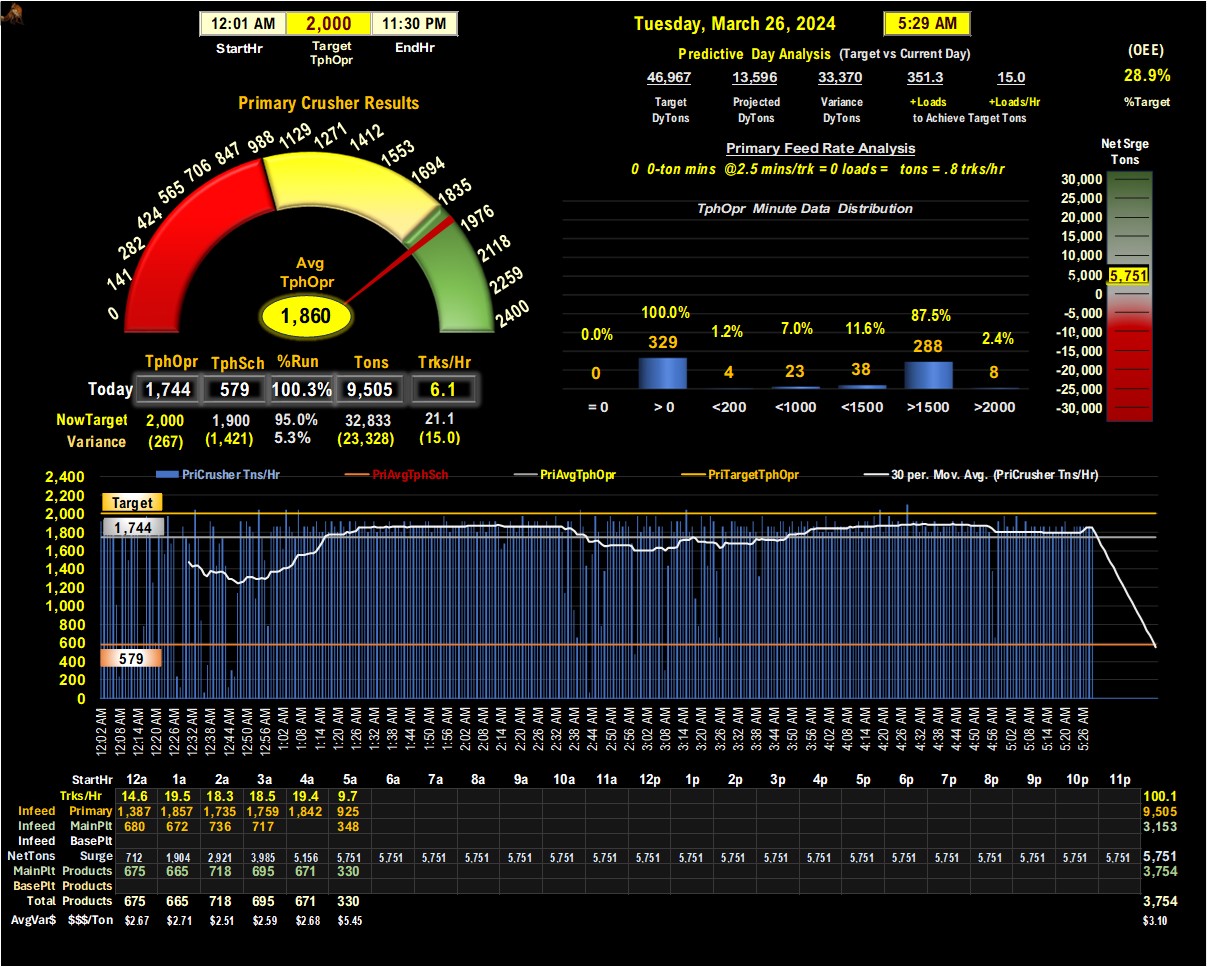 12:01 AM 2,000 11:30 PM
StartHr Target TphOpr EndHr
Tuesday, March 26, 2024 5:29 AM
Predictive Day Analysis (Target vs Current Day)
46,967 13,596 33,370 351.3 15.0
Target Projected Variance +Loads +Loads/Hr
DyTons DyTons DyTons to Achieve Target Tons
(OEE)
28.9%
%Target
Primary Crusher Results
0 141 282 424 565 706 847 988 1129 1271 1412 1553 1694 1835 1976 2118 2259 2400
Avg
TphOpr
1,860
TphOpr TphSch %Run Tons Trks/Hr
Today 1,744 579 100.3% 9,505 6.1
NowTarget 2,000 1,900 95.0% 32,833 21.1
Variance (267) (1,421) 5.3% (23,328) (15.0)
Primary Feed Rate Analysis
0 0-ton mins @2.5 mins/trk = 0 loads = tons = .8 trks/hr
TphOpr Minute Data Distribution
0.0% 100.0% 1.2% 7.0% 11.6% 87.5% 2.4%
0 329 4 23 38 288 8
= 0 > 0 <200 <1000 <1500 >1500 >2000
Net Srge
Tons
30,000
25,000
20,000
15,000
10,000
5,000 5,751
0
-5,000
-10,000
-15,000
-20,000
-25,000
-30,000
PriCrusher Tns/Hr PriAvgTphSch PriAvgTphOpr PriTargetTphOpr 30 per. Mov. Avg. (PriCrusher Tns/Hr)
2,400
2,200
2,000
1,800
1,600
1,400
1,200
1,000
800
600
400
200
0
Target
1,744
579
12:02 AM 12:08 AM 12:14 AM 12:20 AM 12:26 AM 12:32 AM 12:38 AM 12:44 AM 12:50 AM 12:56 AM 1:02 AM 1:08 AM 1:14 AM 1:20 AM 1:26 AM 1:32 AM 1:38 AM 1:44 AM 1:50 AM 1:56 AM 2:02 AM 2:08 AM 2:14 AM 2:20 AM 2:26 AM 2:32 AM 2:38 AM 2:44 AM 2:50 AM 2:56 AM 3:02 AM 3:08 AM 3:14 AM 3:20 AM 3:26 AM 3:32 AM 3:38 AM 3:44 AM 3:50 AM 3:56 AM 4:02 AM 4:08 AM 4:14 AM 4:20 AM 4:26 AM 4:32 AM 4:38 AM 4:44 AM 4:50 AM 4:56 AM 5:02 AM 5:08 AM 5:14 AM 5:20 AM 5:26 AM
StartHr 12a 1a 2a 3a 4a 5a 6a 7a 8a 9a 10a 11a 12p 1p 2p 3p 4p 5p 6p 7p 8p 9p 10p 11p
Trks/Hr 14.6 19.5 18.3 18.5 19.4 9.7 100.1
Infeed Primary 1,387 1,857 1,735 1,759 1,842 925 9,505
Infeed MainPlt 680 672 736 717 348 3,153
Infeed BasePlt
NetTons Surge 712 1,904 2,921 3,985 5,156 5,751 5,751 5,751 5,751 5,751 5,751 5,751 5,751 5,751 5,751 5,751 5,751 5,751 5,751 5,751 5,751 5,751 5,751 5,751 5,751
MainPlt Products 675 665 718 695 671 330 3,754
BasePlt Products
Total Products 675 665 718 695 671 330 3,754
AvgVar$ $$$/Ton $2.67 $2.71 $2.51 $2.59 $2.68 $5.45 $3.10